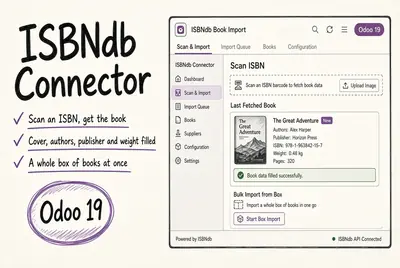 ISBNdb
Connector
Scan an ISBN, get the book
Cover, authors, publisher and weight filled
A whole box of books at once
Odoo 19
ISBNdb Book Import
Odoo 19
Scan & Import
Import Queue
Books
Configuration
ISBNdb Connector
Dashboard
Scan & Import
Import Queue
Books
Suppliers
Configuration
Settings
Scan ISBN
Scan an ISBN barcode to fetch book data
Upload Image
Last Fetched Book
The Great Adventure
The Great Adventure New
Authors: Alex Harper
Publisher: Horizon Press
ISBN: 978-1-963842-15-7
Weight: 0.48 kg
Pages: 320
Book data filled successfully.
Bulk Import from Box
Import a whole box of books in one go
Start Box Import
Powered by ISBNdb
ISBNdb API Connected